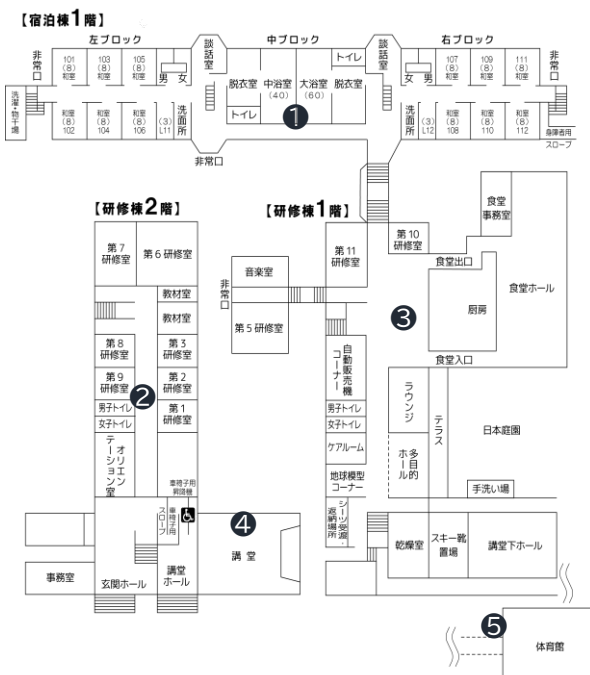 【宿泊棟1階】
左ブロック
中ブロック
右ブロック
非常口
101
(8)
和室
103
(8)
和室
105
(8)
和室
男
女
談話室
脱衣室
中浴室
(40)
大浴室
(60)
脱衣室
トイレ
トイレ
談話室
女
男
107
(8)
和室
109
(8)
和室
111
(8)
和室
非常口
洗濯・物干場
和室
(8)
102
和室
(8)
104
和室
(8)
106
(3)
L11
洗面所
1
洗面所
(3)
L12
和室
(8)
108
和室
(8)
110
和室
(8)
112
身障者用
スロープ
非常口
【研修棟2階】
【研修棟1階】
第7
研修室
第6研修室
教材室
教材室
第8
研修室
第3
研修室
第9
研修室
第2
研修室
2
男子トイレ
女子トイレ
第1
研修室
オリエンテーション室
車椅子用
昇降機
車椅子用
スロープ
4
講堂
事務室
玄関ホール
講堂
ホール
音楽室
非常口
第5研修室
第11
研修室
第10
研修室
食堂
事務室
食堂出口
食堂ホール
厨房
3
食堂入口
自動販売機
コーナー
男子トイレ
女子トイレ
ケアルーム
地球模型
コーナー
シーツ受渡・
返納場所
ラウンジ
多目的
ホール
テラス
日本庭園
手洗い場
乾燥室
スキー靴
置場
講堂下ホール
5
体育館